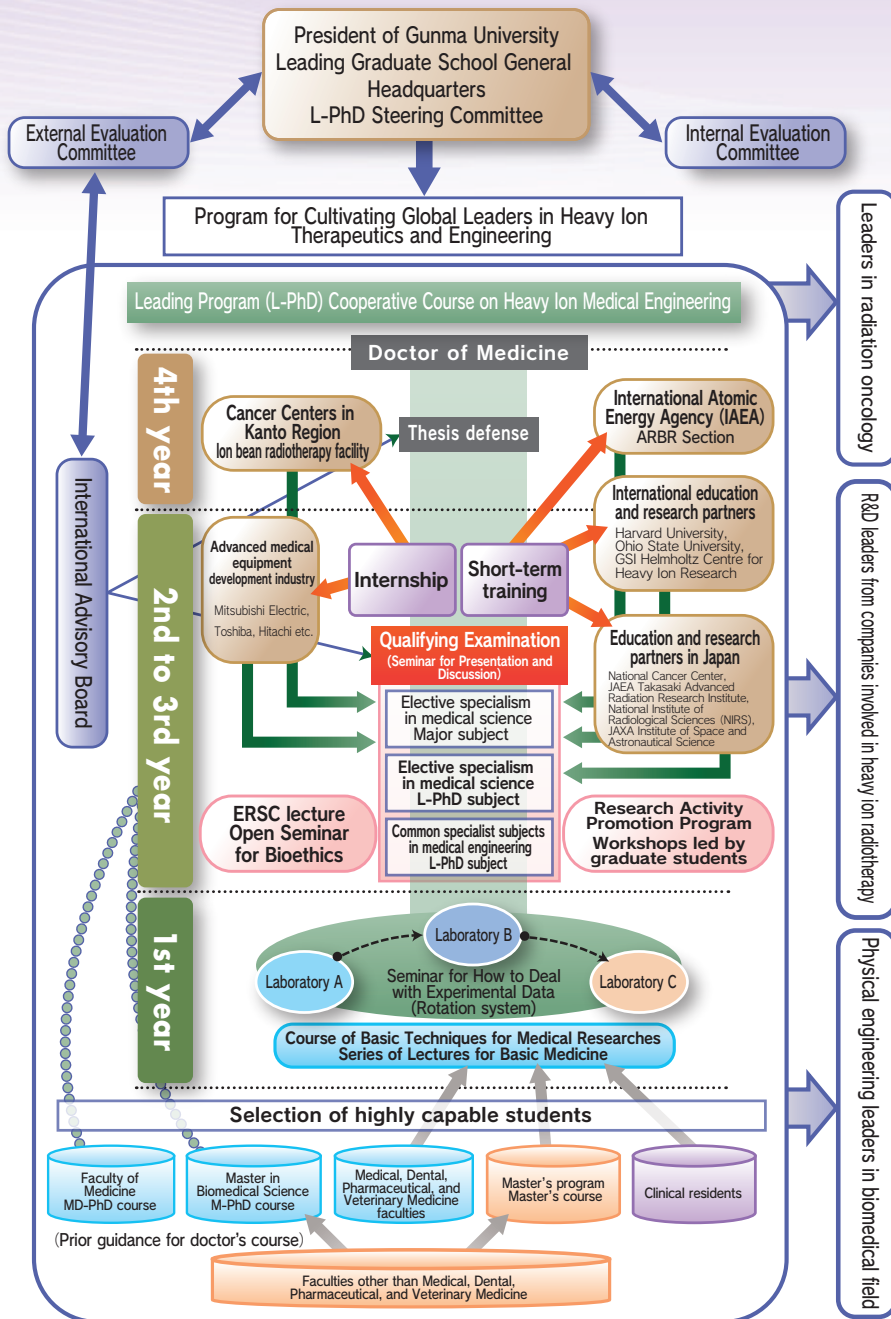 President of Gunma University
Leading Graduate School General
Headquarters
L-PhD Steering Committee
External Evaluation
Committee
Internal Evaluation
Committee
Program for Cultivating Global Leaders in Heavy Ion
Therapeutics and Engineering
Leading Program (L-PhD) Cooperative Course on Heavy Ion Medical Engineering
Doctor of Medicine
4th year
Cancer Centers in
Kanto Region
Ion bean radiotherapy facility
Thesis defense
International Atomic
Energy Agency (IAEA)
ARBR Section
International Advisory Board
2nd to 3rd year
Advanced medical
equipment
development industry
Mitsubishi Electric,
Toshiba, Hitachi etc.
Internship
Short-term
training
International education
and research partners
Harvard University,
Ohio State University,
GSI Helmholtz Centre for
Heavy Ion Research
Qualifying Examination
(Seminar for Presentation and
Discussion)
Education and research
partners in Japan
National Cancer Center,
JAEA Takasaki Advanced
Radiation Research Institute,
National Institute of
Radiological Sciences (NIRS),
JAXA Institute of Space and
Astronautical Science
Elective specialism
in medical science
Major subject
Elective specialism
in medical science
L-PhD subject
Common specialist subjects
in medical engineering
L-PhD subject
ERSC lecture
Open Seminar
for Bioethics
Research Activity
Promotion Program
Workshops led by
graduate students
1st year
Laboratory A
Laboratory B
Laboratory C
Seminar for How to Deal
with Experimental Data
(Rotation system)
Course of Basic Techniques for Medical Researches
Series of Lectures for Basic Medicine
Selection of highly capable students
Faculty of
Medicine
MD-PhD course
Master in
Biomedical Science
M-PhD course
Medical, Dental,
Pharmaceutical, and
Veterinary Medicine
faculties
Master's program
Master's course
Clinical residents
(Prior guidance for doctor's course)
Faculties other than Medical, Dental,
Pharmaceutical, and Veterinary Medicine
Leaders in radiation oncology
R&D leaders from companies involved in heavy ion radiotherapy
Physical engineering leaders in biomedical field